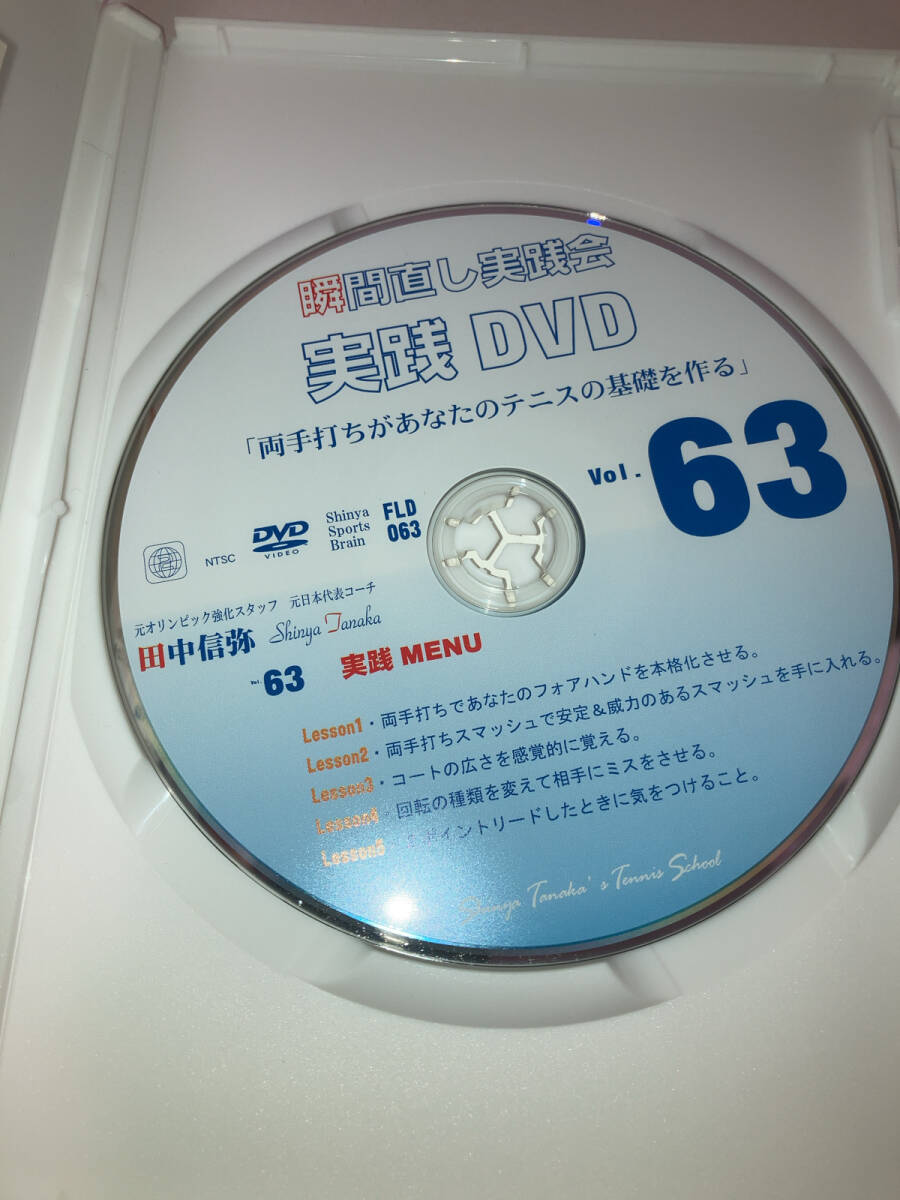 瞬間直し実践会
実践 DVD
「両手打ちがあなたのテニスの基礎を作る」
Vol. 63
2
NTSC
DVD
VIDEO
Shinya
Sports
Brain
FLD
063
元オリンピック強化スタッフ 元日本代表コーチ
田中信弥 Shinya Tanaka
Vol. 63 実践 MENU
Lesson1・両手打ちであなたのフォアハンドを本格化させる。
Lesson2・両手打ちスマッシュで安定&威力のあるスマッシュを手に入れる。
Lesson3・コートの広さを感覚的に覚える。
Lesson4・回転の種類を変えて相手にミスをさせる。
Lesson5・ポイントリードしたときに気をつけること。
Shinya Tanaka's Tennis School